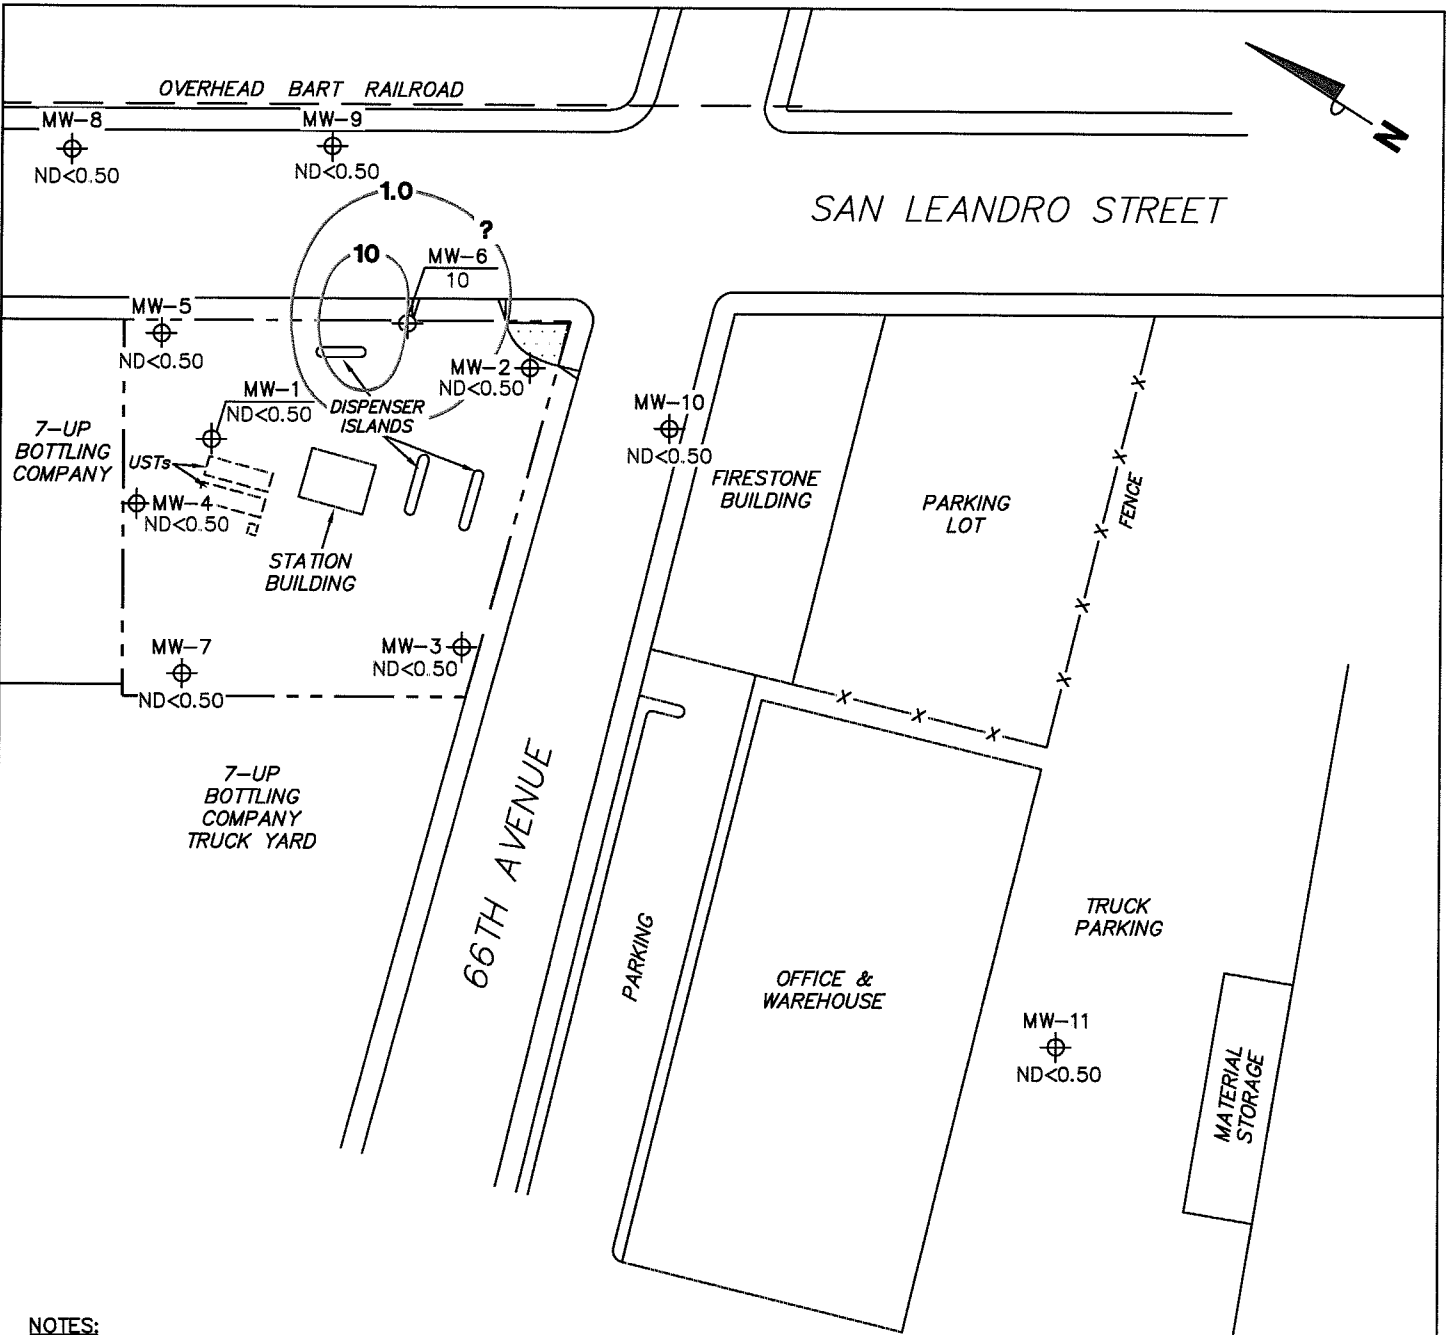 OVERHEAD BART RAILROAD
MW-8
ND<0.50
MW-9
ND<0.50
N
SAN LEANDRO STREET
1.0
?
10
MW-6
10
MW-5
ND<0.50
MW-2
ND<0.50
MW-1
ND<0.50
DISPENSER
ISLANDS
MW-10
ND<0.50
7-UP
BOTTLING
COMPANY
USTs
MW-4
ND<0.50
STATION
BUILDING
FIRESTONE
BUILDING
PARKING
LOT
X
X
X
X
X
FENCE
MW-7
ND<0.50
MW-3
ND<0.50
X
X
X
7-UP
BOTTLING
COMPANY
TRUCK YARD
66TH AVENUE
PARKING
OFFICE &
WAREHOUSE
TRUCK
PARKING
MW-11
ND<0.50
MATERIAL
STORAGE
NOTES: